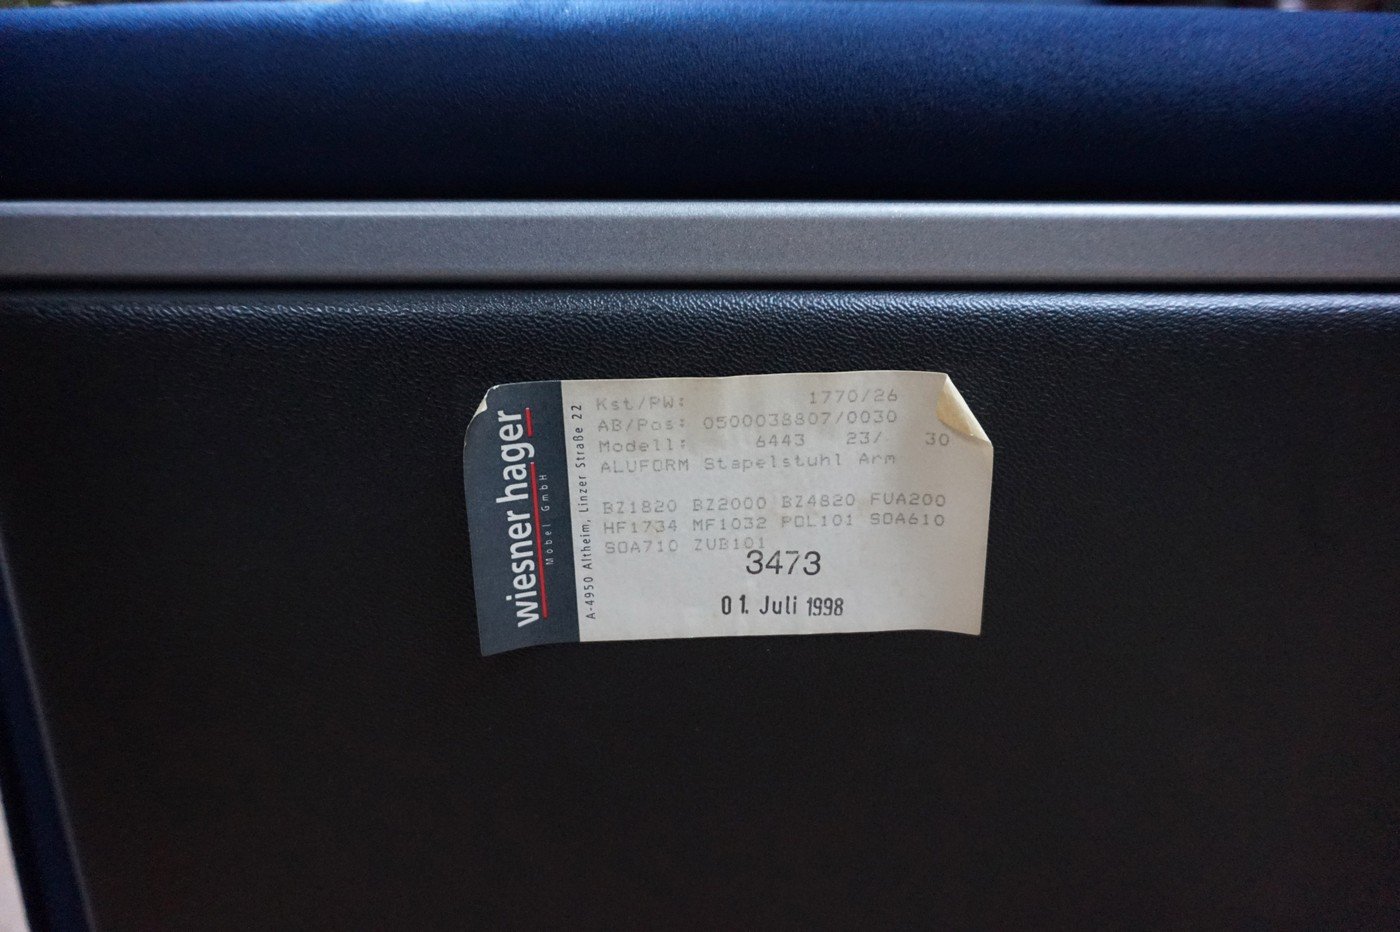 wiesner hager
Möbel GmbH
A-4950 Altheim, Linzer Straße 22
Kst/PW: 1770/26
AB/Pos: 0500038807/0030
Modell: 6443 23/ 30
ALUFORM Stapelstuhl Arm
BZ1820 BZ2000 BZ4820 FUA200
HF1734 MF1032 POL101 SOA610
SOA710 ZUB101
3473
01. Juli 1998